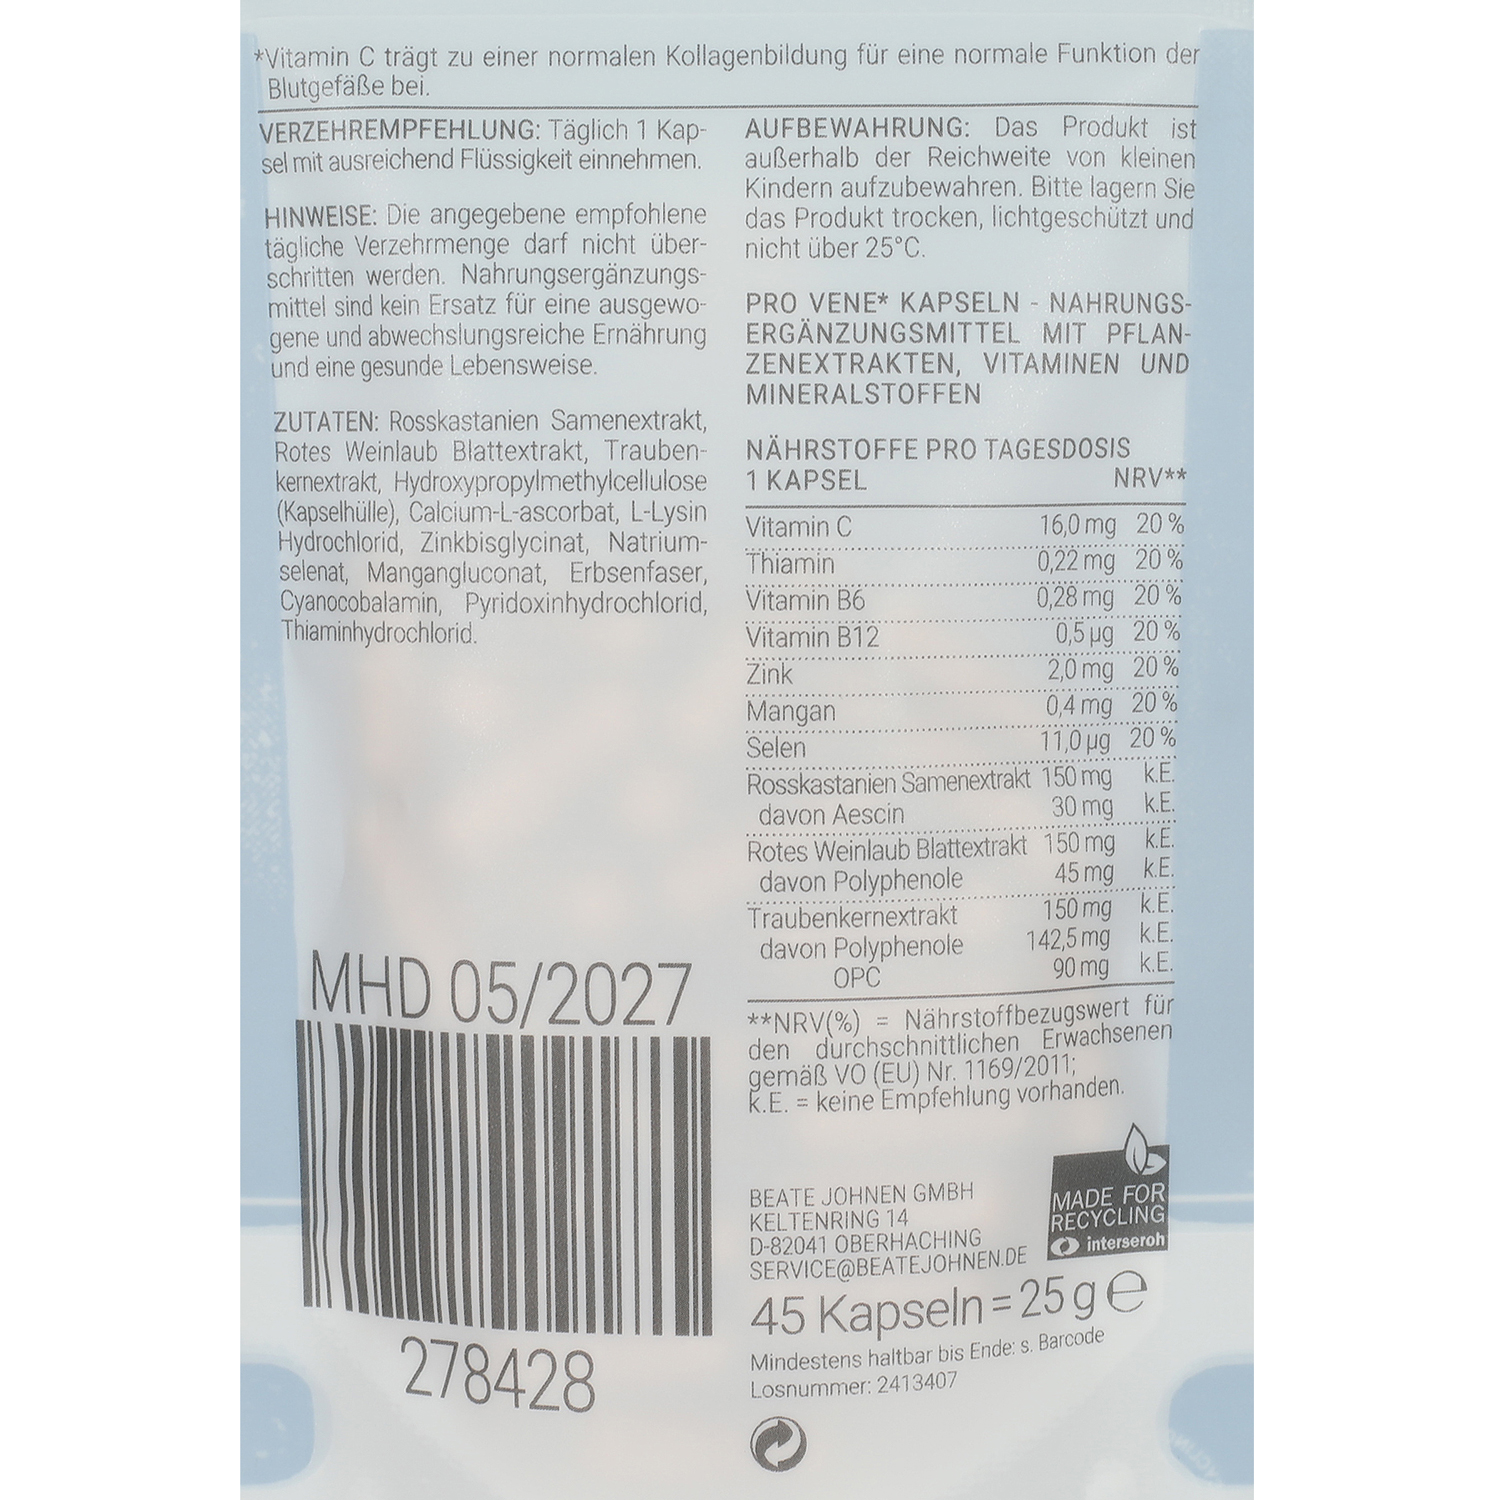 *Vitamin C trägt zu einer normalen Kollagenbildung für eine normale Funktion der
Blutgefäße bei.
VERZEHREMPFEHLUNG: Täglich 1 Kap-
sel mit ausreichend Flüssigkeit einnehmen.
HINWEISE: Die angegebene empfohlene
tägliche Verzehrmenge darf nicht über-
schritten werden. Nahrungsergänzungs-
mittel sind kein Ersatz für eine ausgewo-
gene und abwechslungsreiche Ernährung
und eine gesunde Lebensweise.
ZUTATEN: Rosskastanien Samenextrakt,
Rotes Weinlaub Blattextrakt, Trauben-
kernextrakt, Hydroxypropylmethylcellulose
(Kapselhülle), Calcium-L-ascorbat, L-Lysin
Hydrochlorid, Zinkbisglycinat, Natrium-
selenat, Mangangluconat, Erbsenfaser,
Cyanocobalamin, Pyridoxinhydrochlorid,
Thiaminhydrochlorid.
MHD 05/2027
278428
AUFBEWAHRUNG: Das Produkt ist
außerhalb der Reichweite von kleinen
Kindern aufzubewahren. Bitte lagern Sie
das Produkt trocken, lichtgeschützt und
nicht über 25°C.
PRO VENE* KAPSELN - NAHRUNGS-
ERGÄNZUNGSMITTEL MIT PFLAN-
ZENEXTRAKTEN, VITAMINEN UND
MINERALSTOFFEN
NÄHRSTOFFE PRO TAGESDOSIS
1 KAPSEL NRV**
Vitamin C 16,0 mg 20 %
Thiamin 0,22 mg 20 %
Vitamin B6 0,28 mg 20 %
Vitamin B12 0,5 µg 20 %
Zink 2,0 mg 20 %
Mangan 0,4 mg 20 %
Selen 11,0 µg 20 %
Rosskastanien Samenextrakt 150 mg k.E.
davon Aescin 30 mg k.E.
Rotes Weinlaub Blattextrakt 150 mg k.E.
davon Polyphenole 45 mg k.E.
Traubenkernextrakt 150 mg k.E.
davon Polyphenole 142,5 mg k.E.
OPC 90 mg k.E.
**NRV(%) = Nährstoffbezugswert für
den durchschnittlichen Erwachsenen
gemäß VO (EU) Nr. 1169/2011;
k.E. = keine Empfehlung vorhanden.
BEATE JOHNEN GMBH
KELTENRING 14
D-82041 OBERHACHING
SERVICE@BEATEJOHNEN.DE
MADE FOR
RECYCLING
interseroh
45 Kapseln = 25 g e
Mindestens haltbar bis Ende: s. Barcode
Losnummer: 2413407